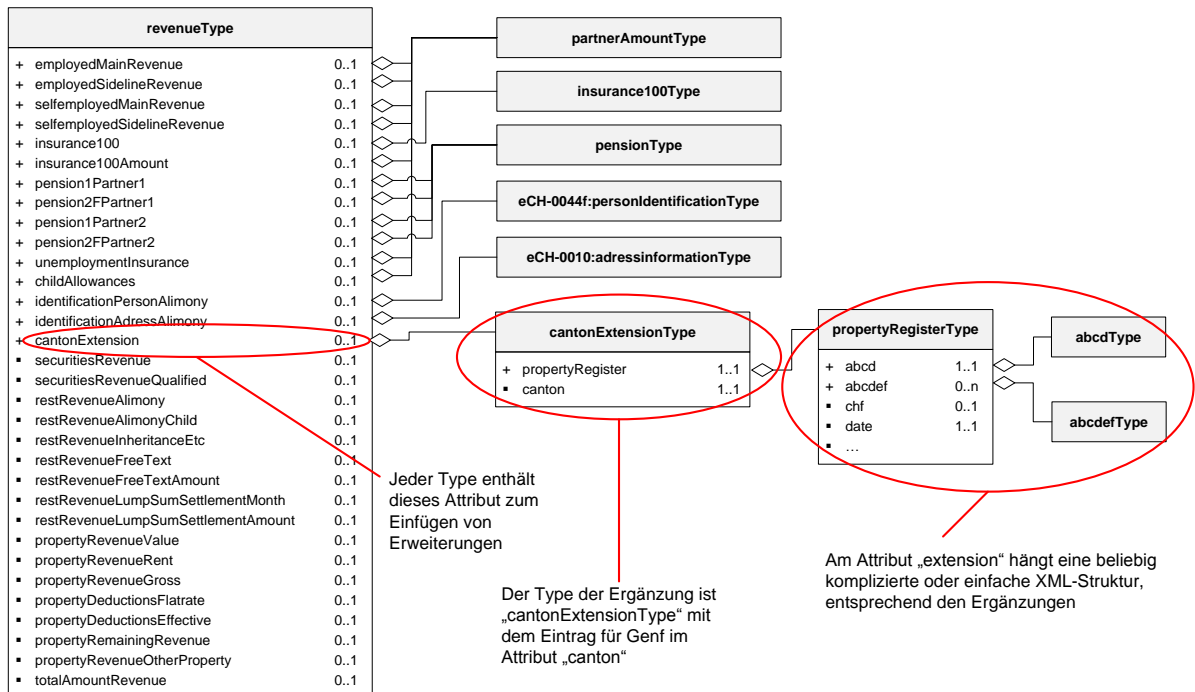 revenueType
+ employedMainRevenue 0..1
+ employedSidelineRevenue 0..1
+ selfemployedMainRevenue 0..1
+ selfemployedSidelineRevenue 0..1
+ insurance100 0..1
+ insurance100Amount 0..1
+ pension1Partner1 0..1
+ pension2FPartner1 0..1
+ pension1Partner2 0..1
+ pension2FPartner2 0..1
+ unemploymentInsurance 0..1
+ childAllowances 0..1
+ identificationPersonAlimony 0..1
+ identificationAdressAlimony 0..1
+ cantonExtension 0..1
▪ securitiesRevenue 0..1
▪ securitiesRevenueQualified 0..1
▪ restRevenueAlimony 0..1
▪ restRevenueAlimonyChild 0..1
▪ restRevenueInheritanceEtc 0..1
▪ restRevenueFreeText 0..1
▪ restRevenueFreeTextAmount 0..1
▪ restRevenueLumpSumSettlementMonth 0..1
▪ restRevenueLumpSumSettlementAmount 0..1
▪ propertyRevenueValue 0..1
▪ propertyRevenueRent 0..1
▪ propertyRevenueGross 0..1
▪ propertyDeductionsFlatrate 0..1
▪ propertyDeductionsEffective 0..1
▪ propertyRemainingRevenue 0..1
▪ propertyRevenueOtherProperty 0..1
▪ totalAmountRevenue 0..1
partnerAmountType
insurance100Type
pensionType
eCH-0044f:personIdentificationType
eCH-0010:adressinformationType
cantonExtensionType
+ propertyRegister 1..1
▪ canton 1..1
propertyRegisterType
+ abcd 1..1
+ abcdef 0..n
▪ chf 0..1
▪ date 1..1
▪ …
abcdType
abcdefType
Jeder Type enthält
dieses Attribut zum
Einfügen von
Erweiterungen
Der Type der Ergänzung ist
„cantonExtensionType“ mit
dem Eintrag für Genf im
Attribut „canton“
Am Attribut „extension“ hängt eine beliebig
komplizierte oder einfache XML-Struktur,
entsprechend den Ergänzungen